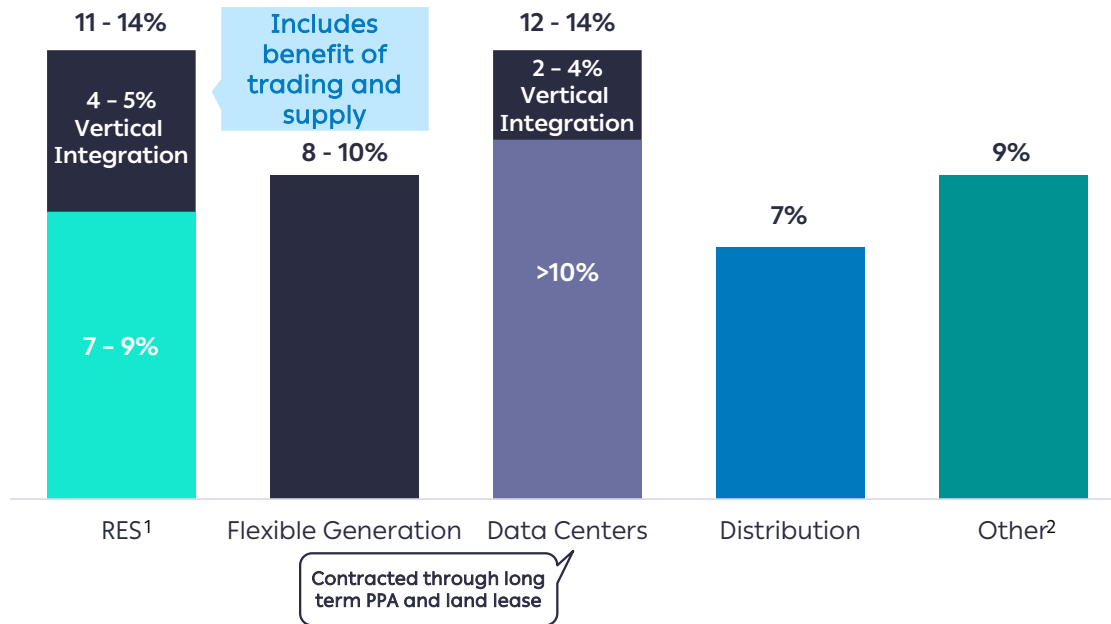 11 - 14%
4 – 5%
Vertical
Integration
7 – 9%
Includes
benefit of
trading and
supply
8 - 10%
12 - 14%
2 – 4%
Vertical
Integration
>10%
7%
9%
RES¹
Flexible Generation
Data Centers
Distribution
Other²
Contracted through long
term PPA and land lease